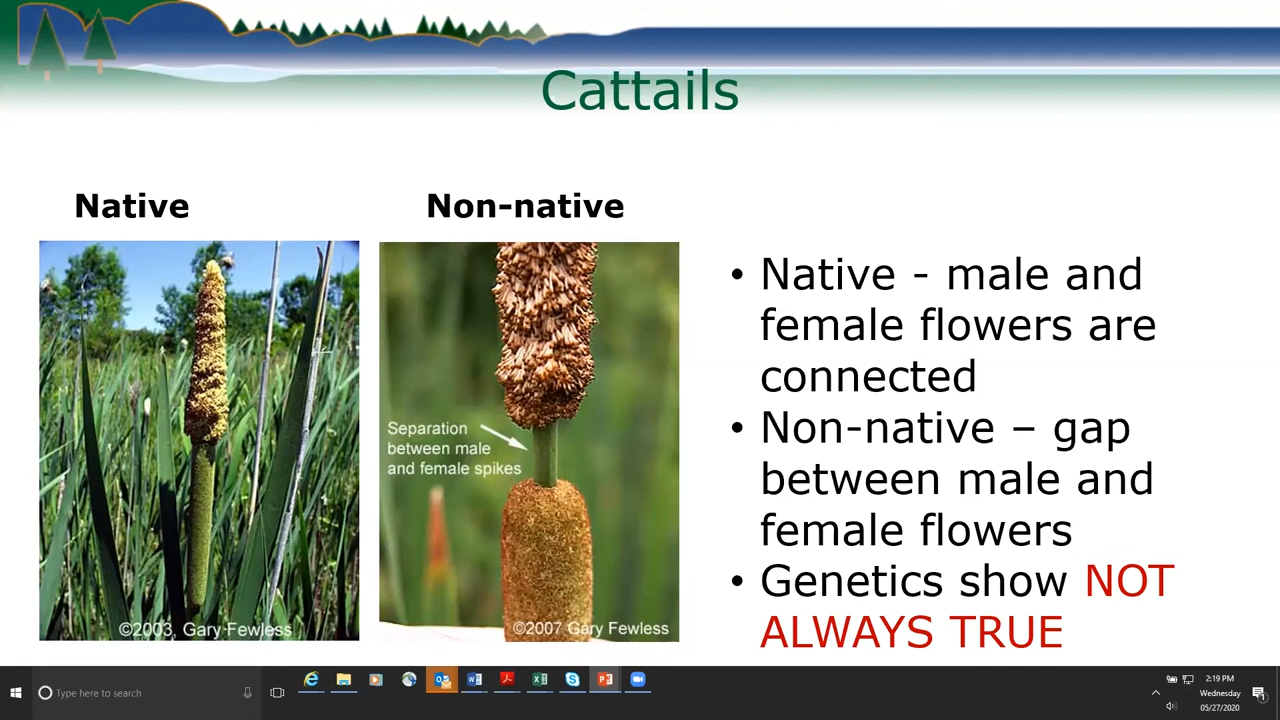 Cattails
Native
Non-native
Separation
between male
and female spikes
©2003, Gary Fewless
©2007 Gary Fewless
• Native - male and
female flowers are
connected
• Non-native – gap
between male and
female flowers
• Genetics show NOT
ALWAYS TRUE
Type here to search
2:19 PM
Wednesday
05/27/2020